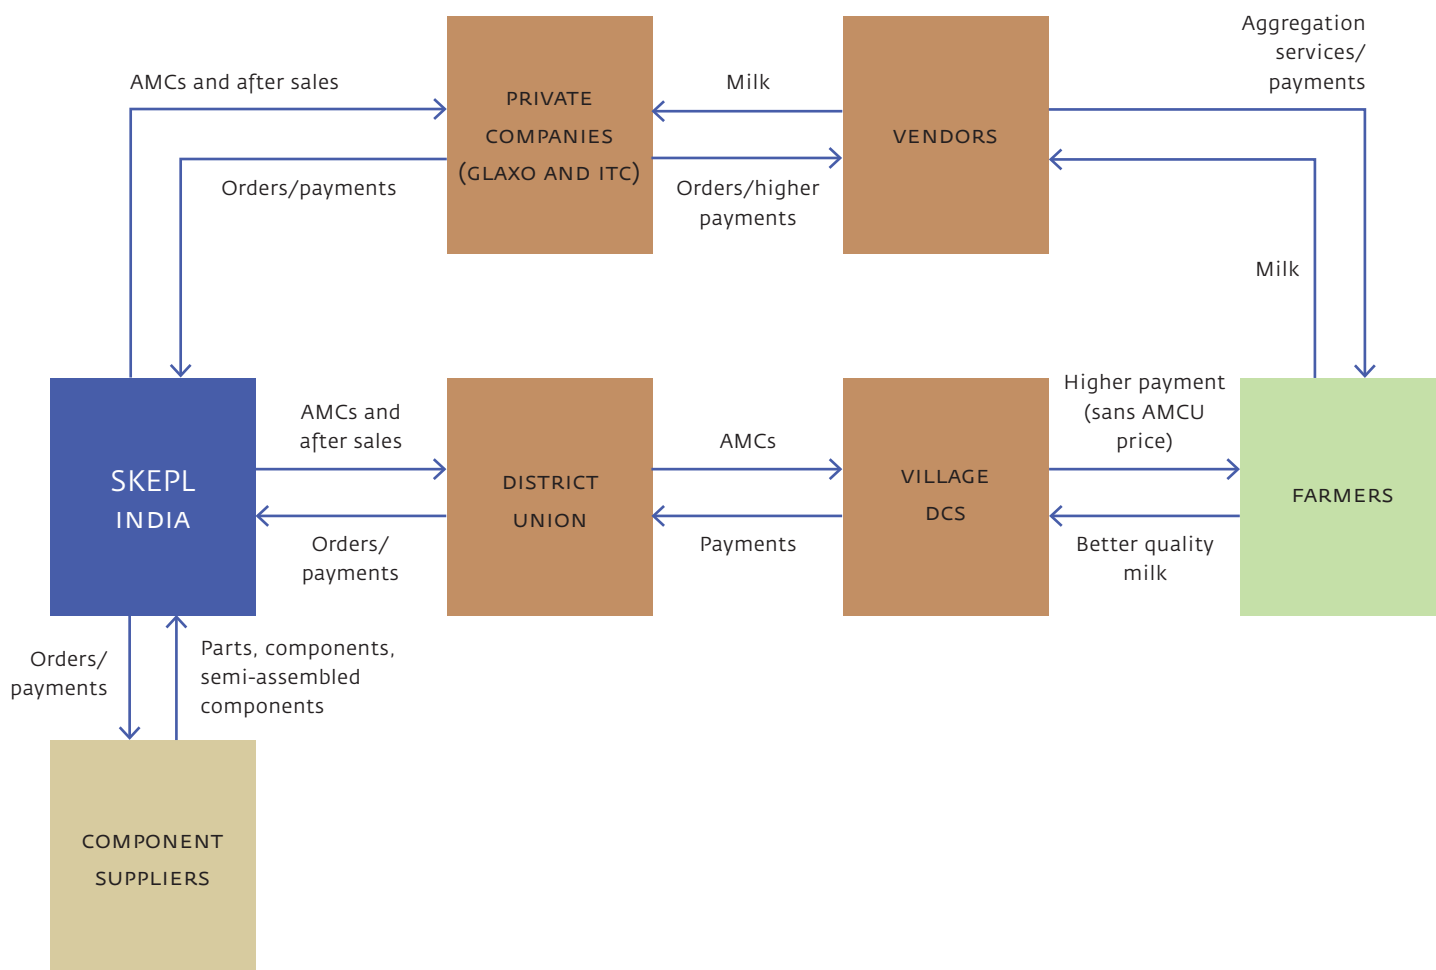 Aggregation
services/
payments
AMCs and after sales
Milk
PRIVATE
COMPANIES
(GLAXO AND ITC)
VENDORS
Orders/payments
Orders/higher
payments
Milk
Higher payment
(sans AMCU
price)
AMCs and
after sales
AMCs
SKEPL
INDIA
DISTRICT
UNION
VILLAGE
DCS
FARMERS
Orders/
payments
Payments
Better quality
milk
Orders/
payments
Parts, components,
semi-assembled
components
COMPONENT
SUPPLIERS